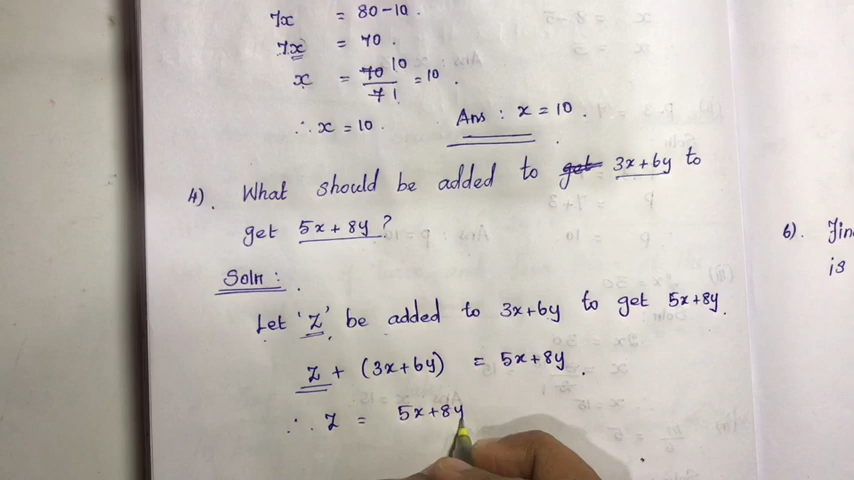 7x = 80-10.
7x = 70.
x = 70 10 / 7 1 = 10.
∴ x = 10. Ans : x = 10.
4). What should be added to get 3x+6y to
get 5x+8y?
Soln :
Let 'Z' be added to 3x+6y to get 5x+8y.
Z + (3x+6y) = 5x+8y.
∴ Z = 5x+8y
6). Fin
is